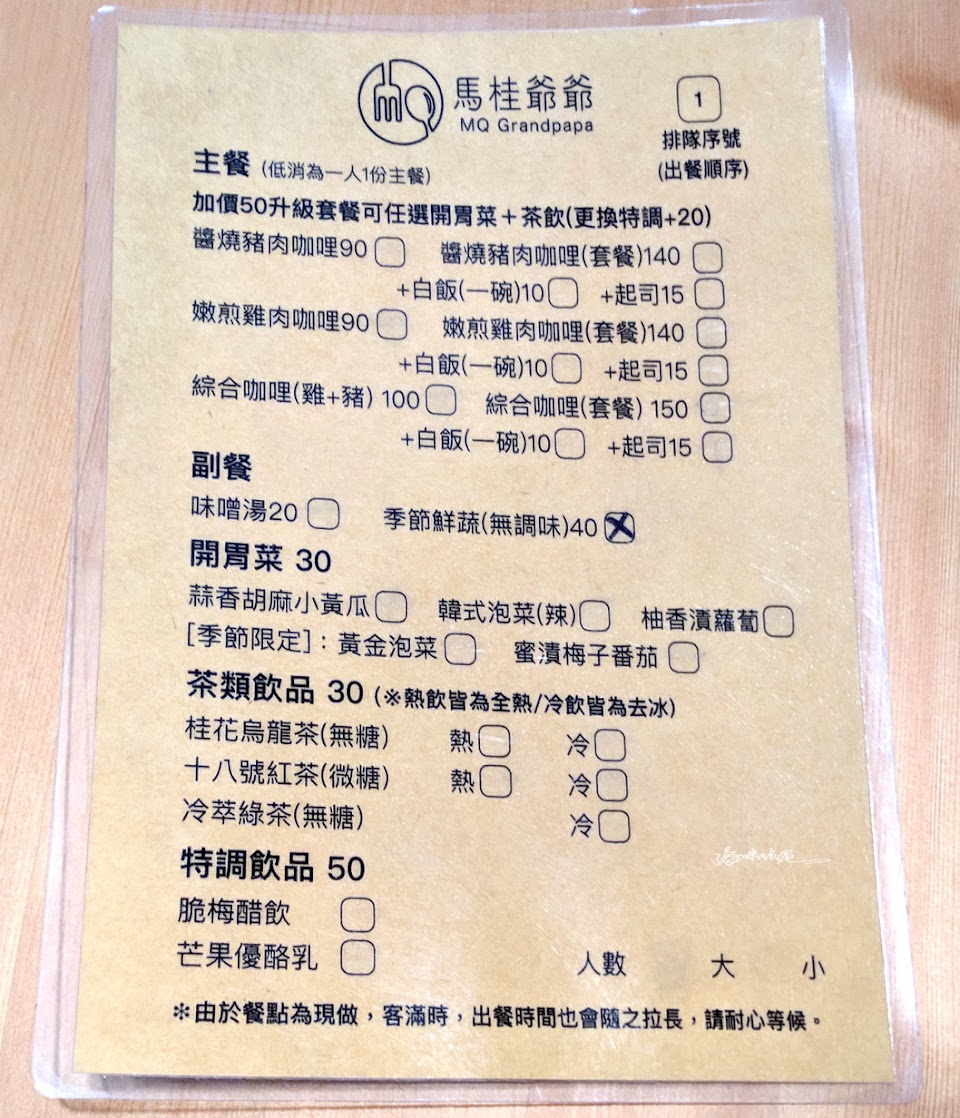 馬桂爺爺
MQ Grandpapa
1
排隊序號
(出餐順序)
主餐 (低消為一人1份主餐)
加價50升級套餐可任選開胃菜+茶飲(更換特調+20)
醬燒豬肉咖哩90 醬燒豬肉咖哩(套餐)140
+白飯(一碗)10 +起司15
嫩煎雞肉咖哩90 嫩煎雞肉咖哩(套餐)140
+白飯(一碗)10 +起司15
綜合咖哩(雞+豬) 100 綜合咖哩(套餐) 150
+白飯(一碗)10 +起司15
副餐
味噌湯20 季節鮮蔬(無調味)40
開胃菜 30
蒜香胡麻小黃瓜 韓式泡菜(辣) 柚香漬蘿蔔
[季節限定]:黃金泡菜 蜜漬梅子番茄
茶類飲品 30 (※熱飲皆為全熱/冷飲皆為去冰)
桂花烏龍茶(無糖) 熱 冷
十八號紅茶(微糖) 熱 冷
冷萃綠茶(無糖) 冷
特調飲品 50
脆梅醋飲
芒果優酪乳
人數 大 小
*由於餐點為現做,客滿時,出餐時間也會隨之拉長,請耐心等候。